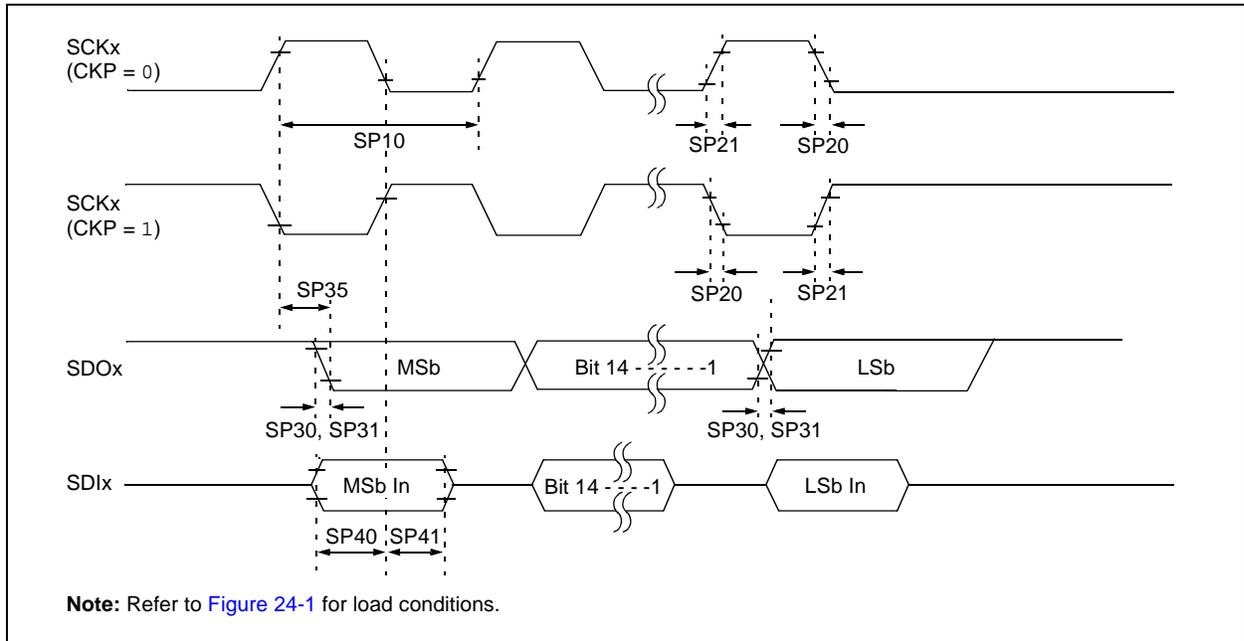 SCKx
(CKP = 0)
SP10
SP21
SP20
SCKx
(CKP = 1)
SP35
SP20
SP21
SDOx
MSb
Bit 14 - - - - - -1
LSb
SP30, SP31
SP30, SP31
SDIx
MSb In
Bit 14 - - - -1
LSb In
SP40
SP41
Note: Refer to Figure 24-1 for load conditions.